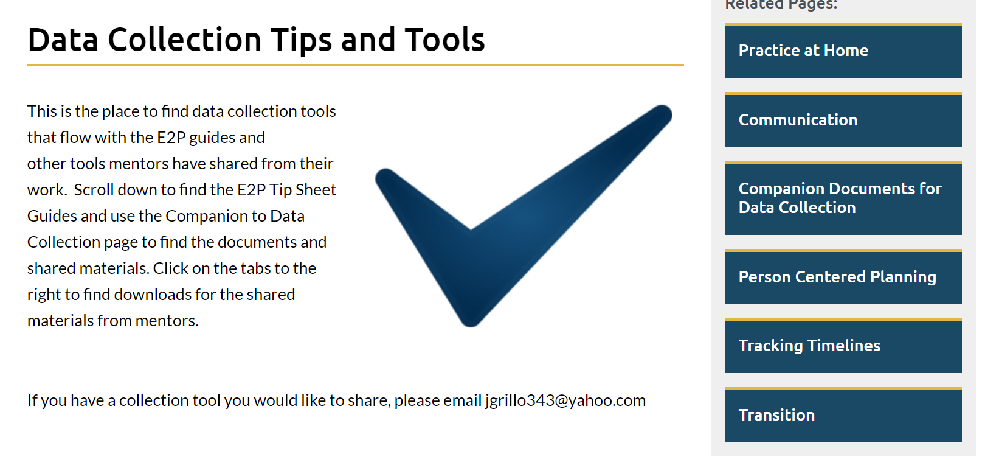 Data Collection Tips and Tools
This is the place to find data collection tools
that flow with the E2P guides and
other tools mentors have shared from their
work.  Scroll down to find the E2P Tip Sheet
Guides and use the Companion to Data
Collection page to find the documents and
shared materials. Click on the tabs to the
right to find downloads for the shared
materials from mentors.
If you have a collection tool you would like to share, please email jgrillo343@yahoo.com
Related Pages:
Practice at Home
Communication
Companion Documents for
Data Collection
Person Centered Planning
Tracking Timelines
Transition